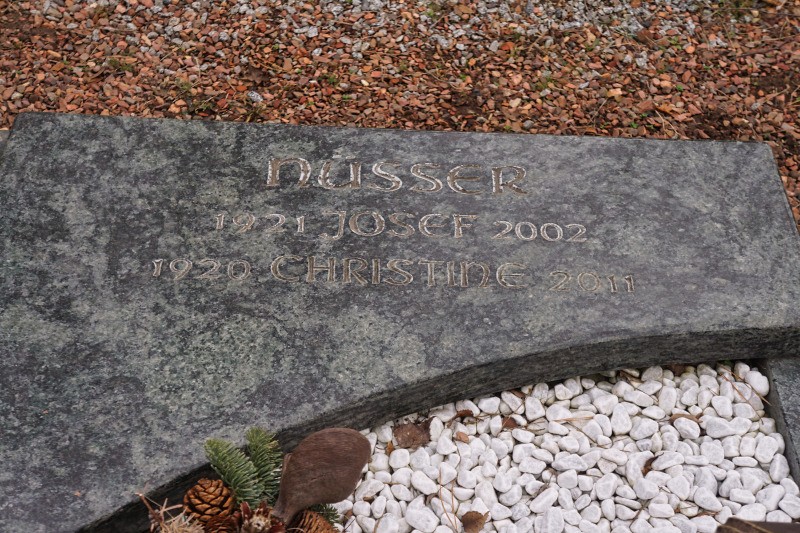 NUSSER
1921 JOSEF 2002
1920 CHRISTINE 2011